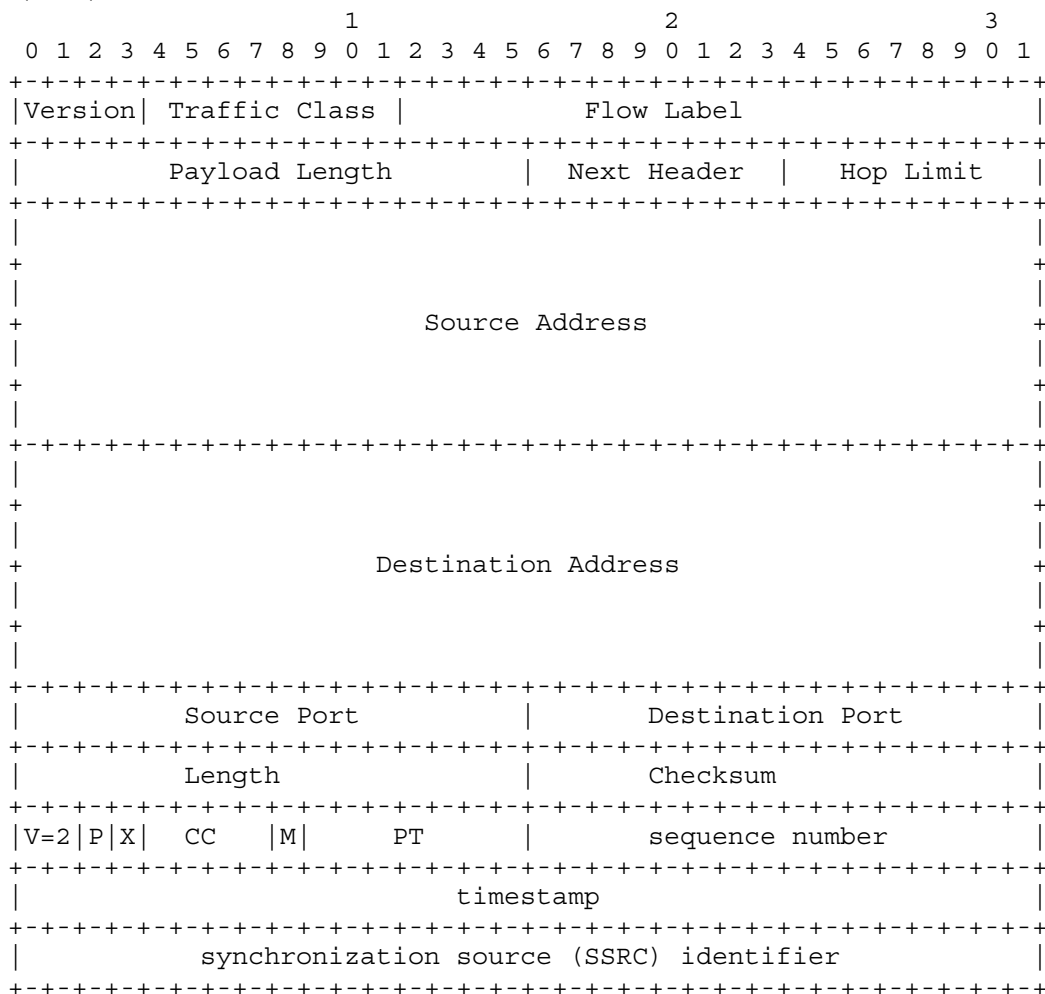 1 2 3
0 1 2 3 4 5 6 7 8 9 0 1 2 3 4 5 6 7 8 9 0 1 2 3 4 5 6 7 8 9 0 1
+-+-+-+-+-+-+-+-+-+-+-+-+-+-+-+-+-+-+-+-+-+-+-+-+-+-+-+-+-+-+-+-+
|Version| Traffic Class | Flow Label |
+-+-+-+-+-+-+-+-+-+-+-+-+-+-+-+-+-+-+-+-+-+-+-+-+-+-+-+-+-+-+-+-+
| Payload Length | Next Header | Hop Limit |
+-+-+-+-+-+-+-+-+-+-+-+-+-+-+-+-+-+-+-+-+-+-+-+-+-+-+-+-+-+-+-+-+
| |
+ +
| |
+ Source Address +
| |
+ +
| |
+-+-+-+-+-+-+-+-+-+-+-+-+-+-+-+-+-+-+-+-+-+-+-+-+-+-+-+-+-+-+-+-+
| |
+ +
| |
+ Destination Address +
| |
+ +
| |
+-+-+-+-+-+-+-+-+-+-+-+-+-+-+-+-+-+-+-+-+-+-+-+-+-+-+-+-+-+-+-+-+
| Source Port | Destination Port |
+-+-+-+-+-+-+-+-+-+-+-+-+-+-+-+-+-+-+-+-+-+-+-+-+-+-+-+-+-+-+-+-+
| Length | Checksum |
+-+-+-+-+-+-+-+-+-+-+-+-+-+-+-+-+-+-+-+-+-+-+-+-+-+-+-+-+-+-+-+-+
|V=2|P|X| CC |M| PT | sequence number |
+-+-+-+-+-+-+-+-+-+-+-+-+-+-+-+-+-+-+-+-+-+-+-+-+-+-+-+-+-+-+-+-+
| timestamp |
+-+-+-+-+-+-+-+-+-+-+-+-+-+-+-+-+-+-+-+-+-+-+-+-+-+-+-+-+-+-+-+-+
| synchronization source (SSRC) identifier |
+-+-+-+-+-+-+-+-+-+-+-+-+-+-+-+-+-+-+-+-+-+-+-+-+-+-+-+-+-+-+-+-+